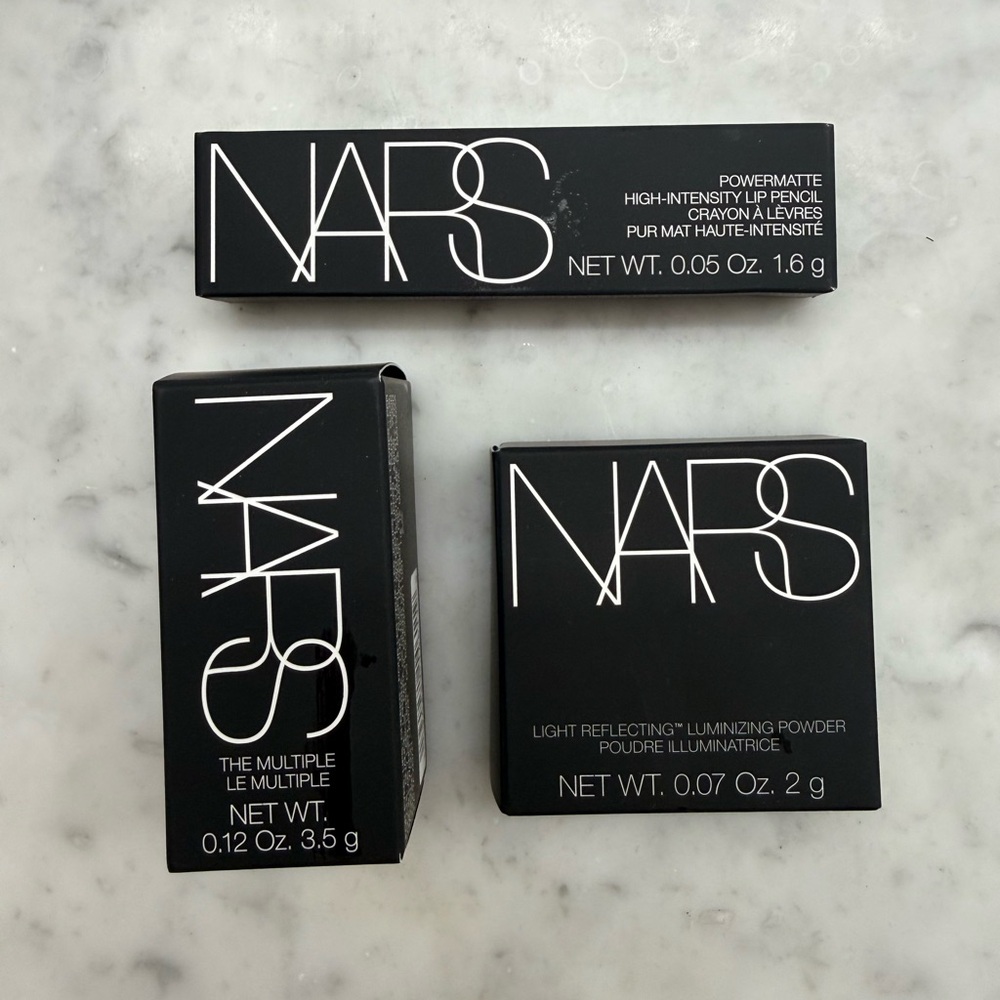 NARS
POWERMATTE
HIGH-INTENSITY LIP PENCIL
CRAYON À LÈVRES
PUR MAT HAUTE-INTENSITÉ
NET WT. 0.05 Oz. 1.6 g
NARS
THE MULTIPLE
LE MULTIPLE
NET WT.
0.12 Oz. 3.5 g
NARS
LIGHT REFLECTING™ LUMINIZING POWDER
POUDRE ILLUMINATRICE
NET WT. 0.07 Oz. 2 g